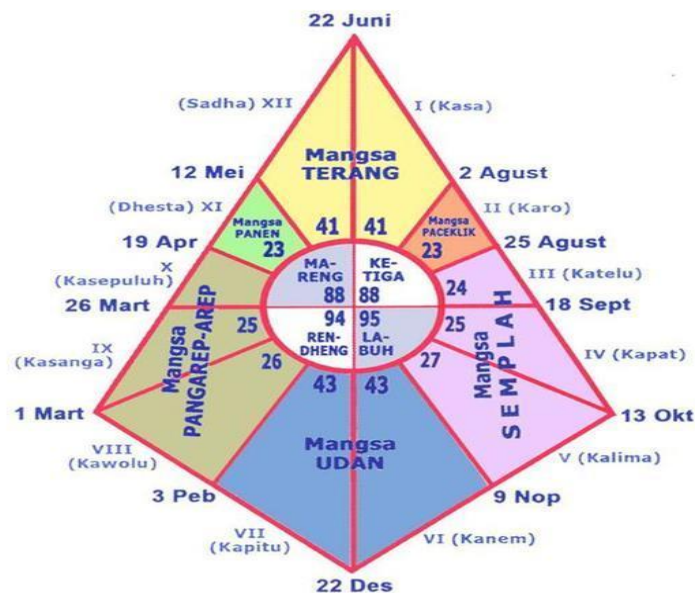 22 Juni
(Sadha) XII
I (Kasa)
Mangsa
TERANG
12 Mei
2 Agust
(Dhesta) XI
II (Karo)
Mangsa
PANEN
23
41
41
Mangsa
PACEKLIK
23
19 Apr
25 Agust
X
(Kasepuluh)
III (Katelu)
MA-
RENG
88
KE-
TIGA
88
24
26 Mart
18 Sept
25
94
REN-
DHENG
95
LA-
BUH
25
IX
(Kasanga)
IV (Kapat)
Mangsa
PANGAREP-AREP
26
27
Mangsa
SEMPLAH
1 Mart
13 Okt
43
43
VIII
(Kawolu)
V (Kalima)
Mangsa
UDAN
3 Peb
9 Nop
VII
(Kapitu)
VI (Kanem)
22 Des